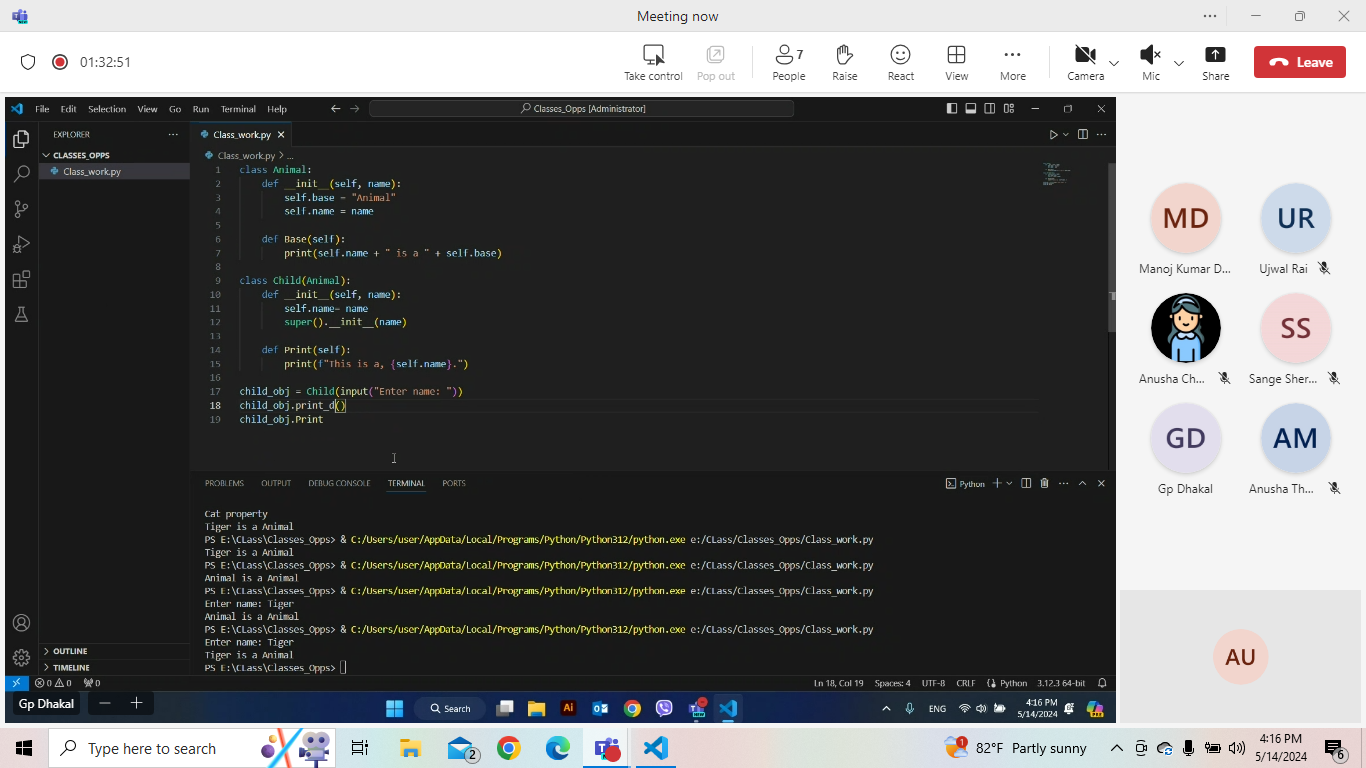 Meeting now
01:32:51
Take control
Pop out
7
People
Raise
React
View
More
Camera
Mic
Share
Leave
File Edit Selection View Go Run Terminal Help
Classes_Opps [Administrator]
EXPLORER
CLASSES_OPPS
Class_work.py
Class_work.py
Class_work.py > ...
1 class Animal:
2 def __init__(self, name):
3 self.base = "Animal"
4 self.name = name
5
6 def Base(self):
7 print(self.name + " is a " + self.base)
8
9 class Child(Animal):
10 def __init__(self, name):
11 self.name= name
12 super().__init__(name)
13
14 def Print(self):
15 print(f"This is a, {self.name}.")
16
17 child_obj = Child(input("Enter name: "))
18 child_obj.print_d()
19 child_obj.Print
PROBLEMS OUTPUT DEBUG CONSOLE TERMINAL PORTS
Python
Cat property
Tiger is a Animal
PS E:\CLass\Classes_Opps> & C:/Users/user/AppData/Local/Programs/Python/Python312/python.exe e:/CLass/Classes_Opps/Class_work.py
Tiger is a Animal
PS E:\CLass\Classes_Opps> & C:/Users/user/AppData/Local/Programs/Python/Python312/python.exe e:/CLass/Classes_Opps/Class_work.py
Animal is a Animal
PS E:\CLass\Classes_Opps> & C:/Users/user/AppData/Local/Programs/Python/Python312/python.exe e:/CLass/Classes_Opps/Class_work.py
Enter name: Tiger
Animal is a Animal
PS E:\CLass\Classes_Opps> & C:/Users/user/AppData/Local/Programs/Python/Python312/python.exe e:/CLass/Classes_Opps/Class_work.py
Enter name: Tiger
Tiger is a Animal
PS E:\CLass\Classes_Opps>
OUTLINE
TIMELINE
0 0 0
Ln 18, Col 19 Spaces: 4 UTF-8 CRLF Python 3.12.3 64-bit
Gp Dhakal
Search
ENG
4:16 PM
5/14/2024
MD
Manoj Kumar D...
UR
Ujwal Rai
Anusha Ch...
SS
Sange Sher...
GD
Gp Dhakal
AM
Anusha Th...
AU
Type here to search
2
1
82°F Partly sunny
4:16 PM
5/14/2024
6